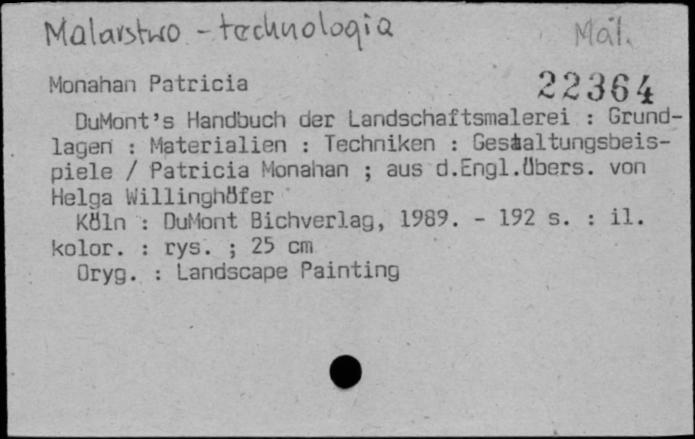 Malarstwo - technologia
Mal.
Monahan Patricia
22364
DuMont's Handbuch der Landschaftsmalerei : Grund-
lagen : Materialien : Techniken : Gestaltungsbeis-
piele / Patricia Monahan ; aus d.Engl.übers. von
Helga Willinghöfer
Köln : DuMont Bichverlag, 1989. - 192 s. : il.
kolor. : rys. ; 25 cm
Oryg. : Landscape Painting